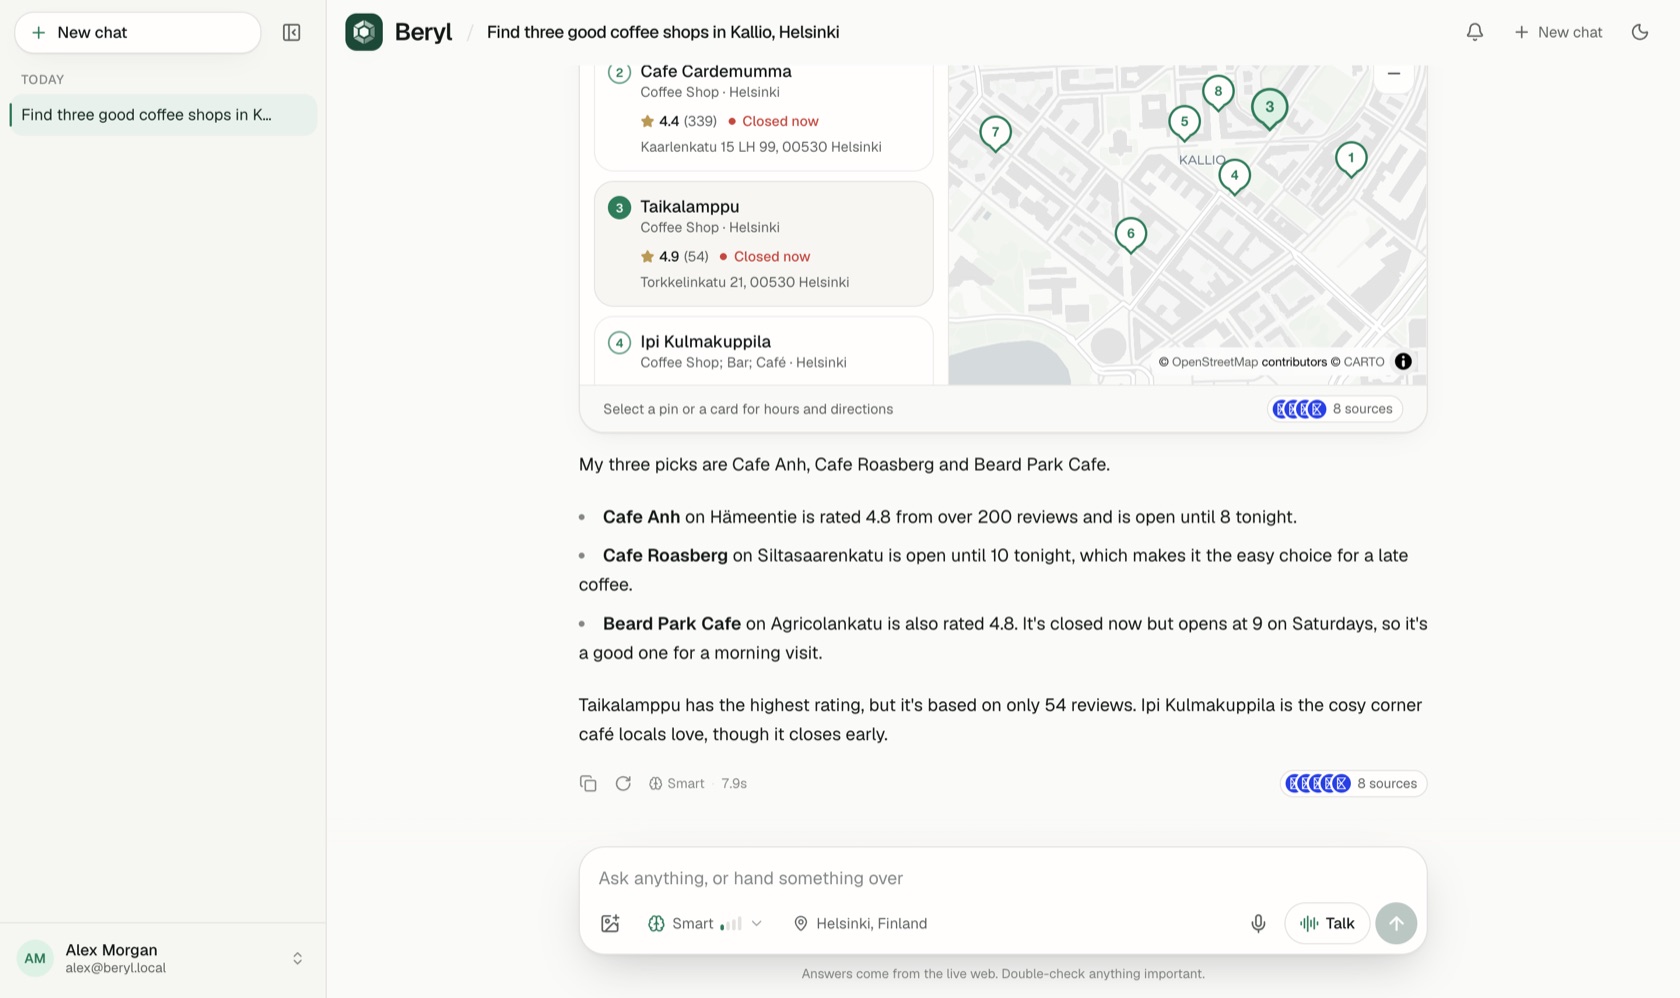 New chat
TODAY
Find three good coffee shops in K...
AM
Alex Morgan
alex@beryl.local
Beryl / Find three good coffee shops in Kallio, Helsinki
New chat
2 Cafe Cardemumma
Coffee Shop · Helsinki
4.4 (339) • Closed now
Kaarlenkatu 15 LH 99, 00530 Helsinki
3 Taikalamppu
Coffee Shop · Helsinki
4.9 (54) • Closed now
Torkkelinkatu 21, 00530 Helsinki
4 Ipi Kulmakuppila
Coffee Shop; Bar; Café · Helsinki
8
3
5
7
KALLIO
1
4
6
© OpenStreetMap contributors © CARTO
Select a pin or a card for hours and directions
8 sources
My three picks are Cafe Anh, Cafe Roasberg and Beard Park Cafe.
• Cafe Anh on Hämeentie is rated 4.8 from over 200 reviews and is open until 8 tonight.
• Cafe Roasberg on Siltasaarenkatu is open until 10 tonight, which makes it the easy choice for a late
coffee.
• Beard Park Cafe on Agricolankatu is also rated 4.8. It's closed now but opens at 9 on Saturdays, so it's
a good one for a morning visit.
Taikalamppu has the highest rating, but it's based on only 54 reviews. Ipi Kulmakuppila is the cosy corner
café locals love, though it closes early.
Smart · 7.9s
8 sources
Ask anything, or hand something over
Smart
Helsinki, Finland
Talk
Answers come from the live web. Double-check anything important.